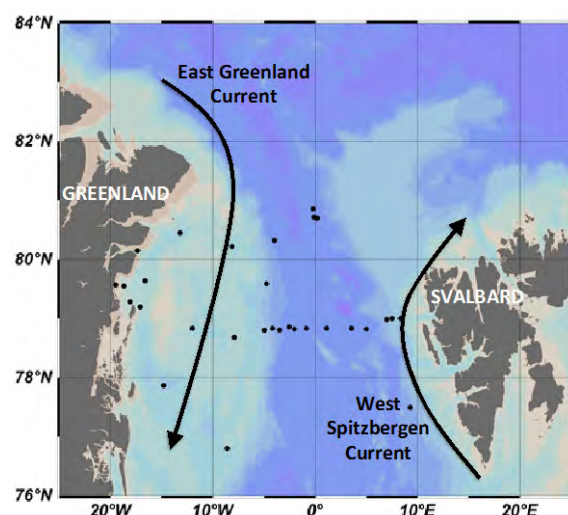 84°N
East Greenland
Current
82°N
GREENLAND
80°N
SVALBARD
78°N
West
Spitzbergen
Current
76°N
20°W 10°W 0° 10°E 20°E